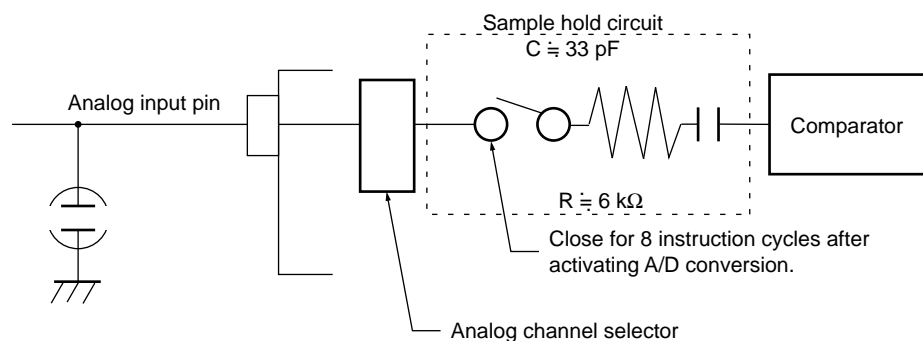 Sample hold circuit
C ≒ 33 pF
Analog input pin
Comparator
R ≒ 6 kΩ
Close for 8 instruction cycles after
activating A/D conversion.
Analog channel selector